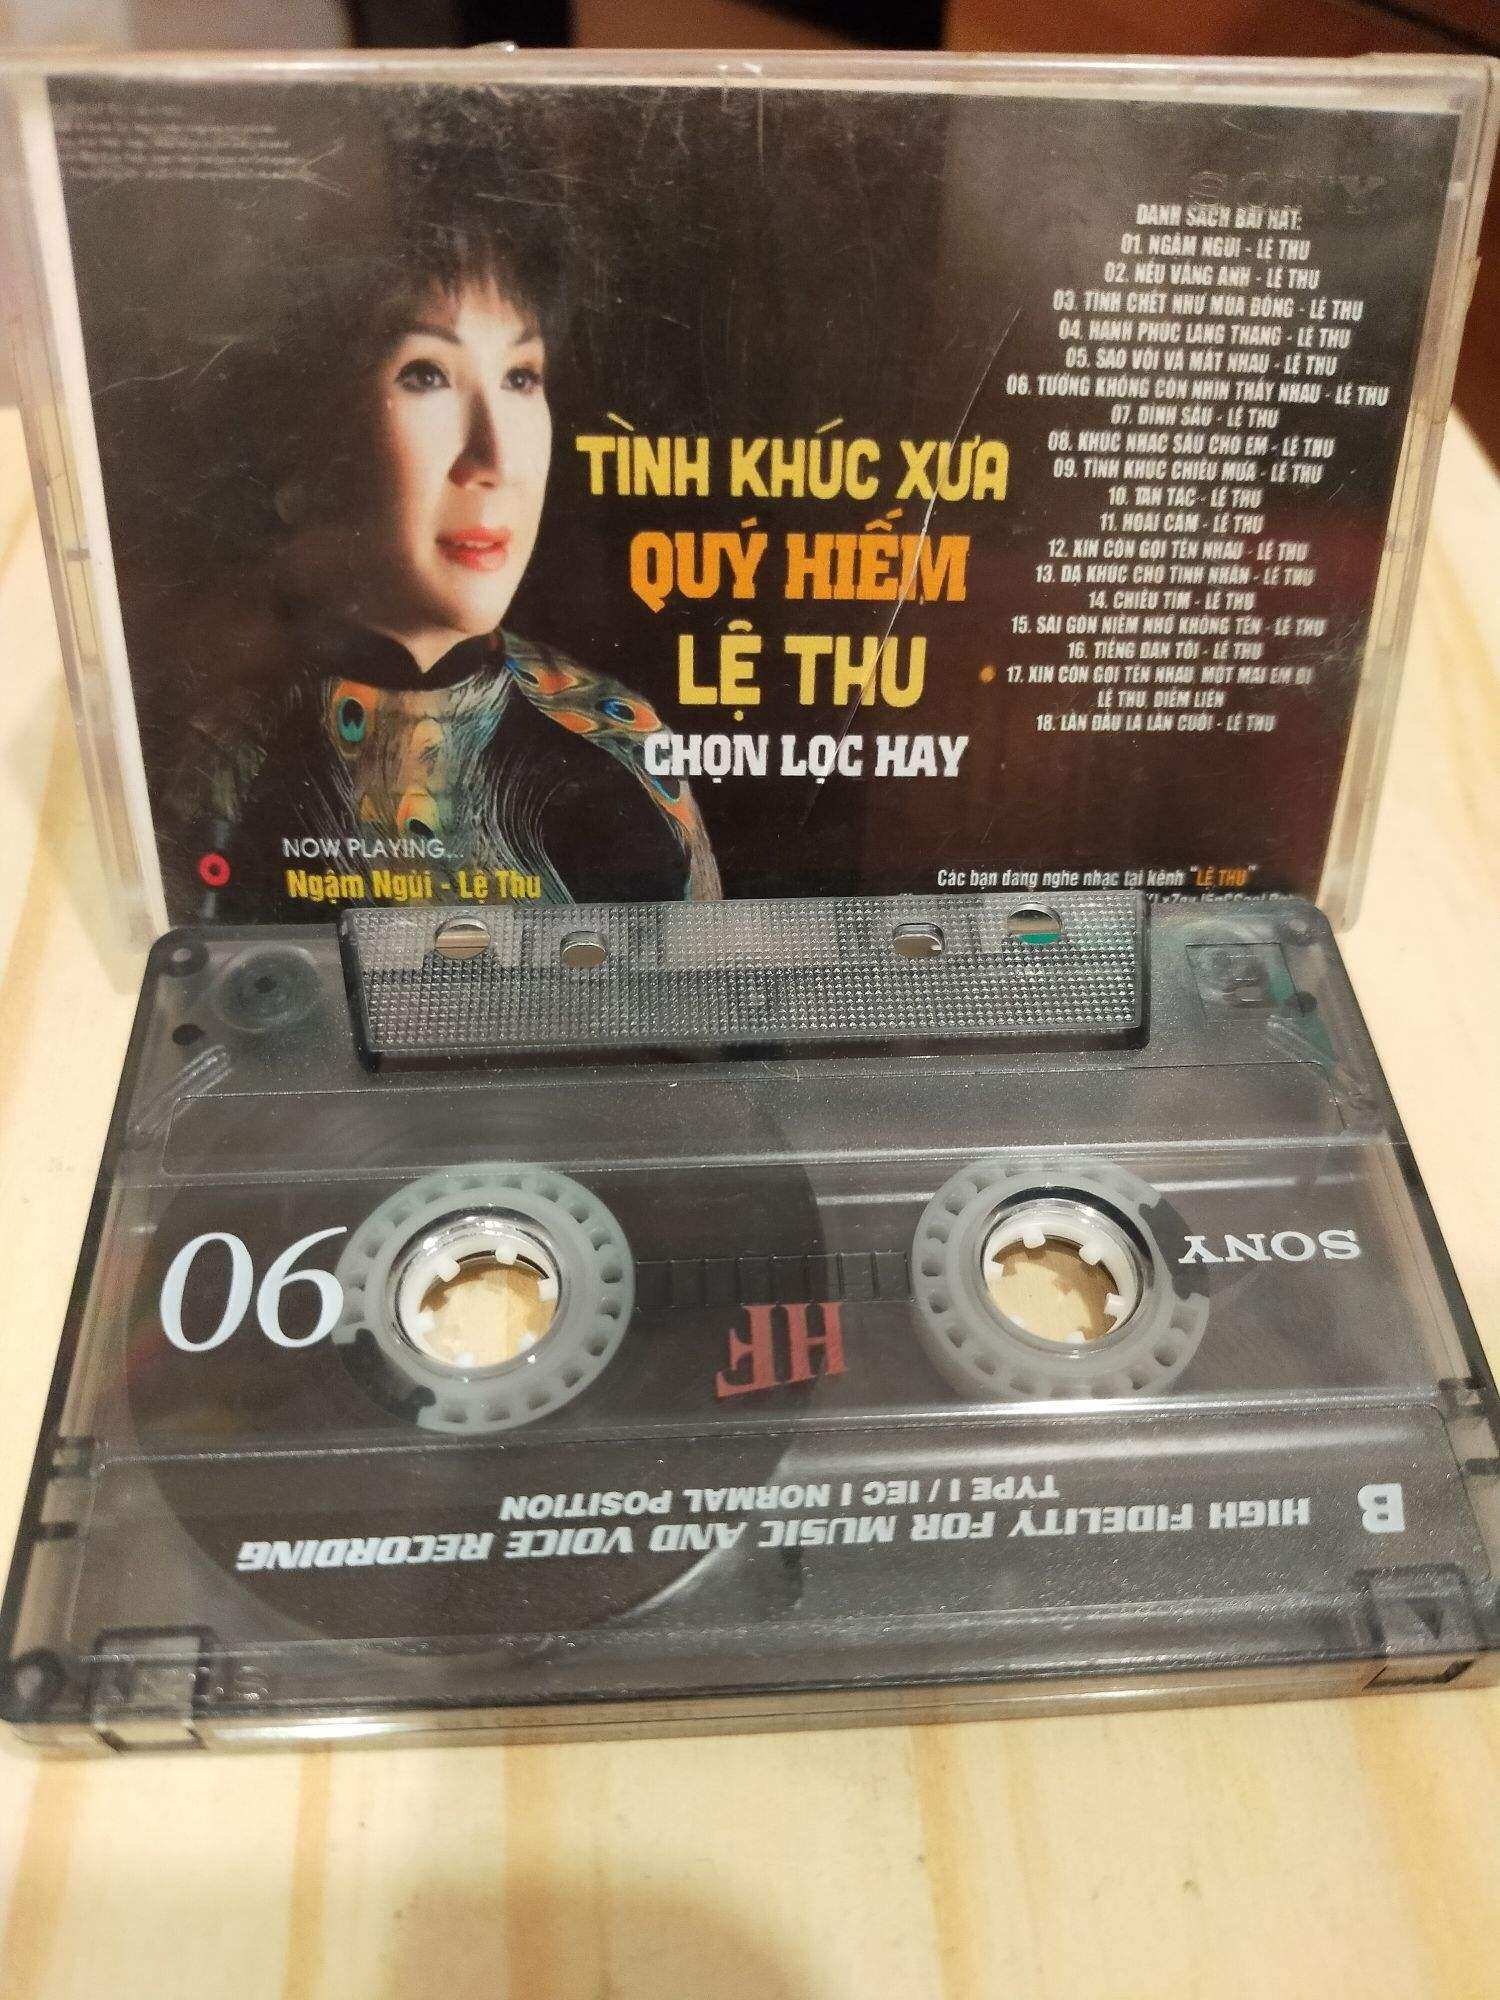 SONY
DANH SÁCH BÀI HÁT:
01. NGẬM NGÙI - LỆ THU
02. NẾU VẮNG ANH - LỆ THU
03. TÌNH CHẾT NHƯ MÙA ĐÔNG - LỆ THU
04. HẠNH PHÚC LANG THANG - LỆ THU
05. SAO VỘI VÀ MẤT NHAU - LỆ THU
06. TƯỞNG KHÔNG CÒN NHÌN THẤY NHAU - LỆ THU
07. ĐỈNH SẦU - LỆ THU
08. KHÚC NHẠC SẦU CHO EM - LỆ THU
09. TÌNH KHÚC CHIỀU MƯA - LỆ THU
10. TAN TÁC - LỆ THU
11. HOÀI CẢM - LỆ THU
12. XIN CÒN GỌI TÊN NHAU - LỆ THU
13. DẠ KHÚC CHO TÌNH NHÂN - LỆ THU
14. CHIỀU TÍM - LỆ THU
15. SÀI GÒN NIỀM NHỚ KHÔNG TÊN - LỆ THU
16. TIẾNG ĐÀN TÔI - LỆ THU
17. XIN CÒN GỌI TÊN NHAU, MỘT MAI EM ĐI
LỆ THU, DIỄM LIÊN
18. LẦN ĐẦU LÀ LẦN CUỐI - LỆ THU
TÌNH KHÚC XƯA
QUÝ HIẾM
LỆ THU
CHỌN LỌC HAY
NOW PLAYING...
Ngậm Ngùi - Lệ Thu
Các bạn đang nghe nhạc tại kênh "LỆ THU"
B
90
SONY
HF
TYPE I / IEC I NORMAL POSITION
B HIGH FIDELITY FOR MUSIC AND VOICE RECORDING